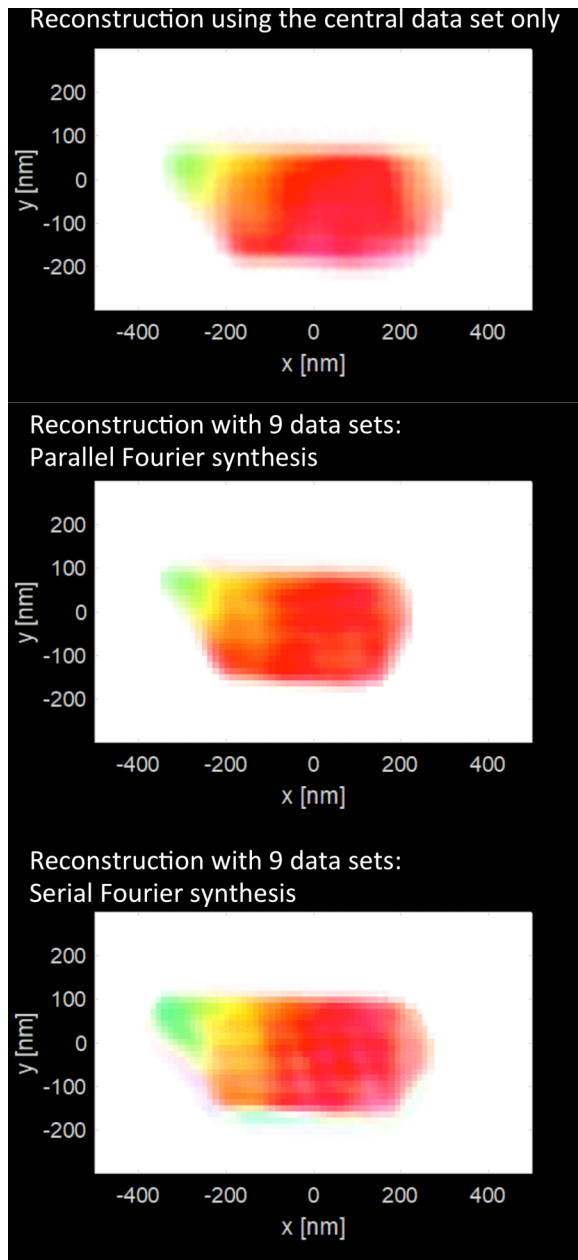 Reconstruction using the central data set only
200
100
0
-100
-200
y [nm]
-400 -200 0 200 400
x [nm]
Reconstruction with 9 data sets:
Parallel Fourier synthesis
200
100
0
-100
-200
y [nm]
-400 -200 0 200 400
x [nm]
Reconstruction with 9 data sets:
Serial Fourier synthesis
200
100
0
-100
-200
y [nm]
-400 -200 0 200 400
x [nm]